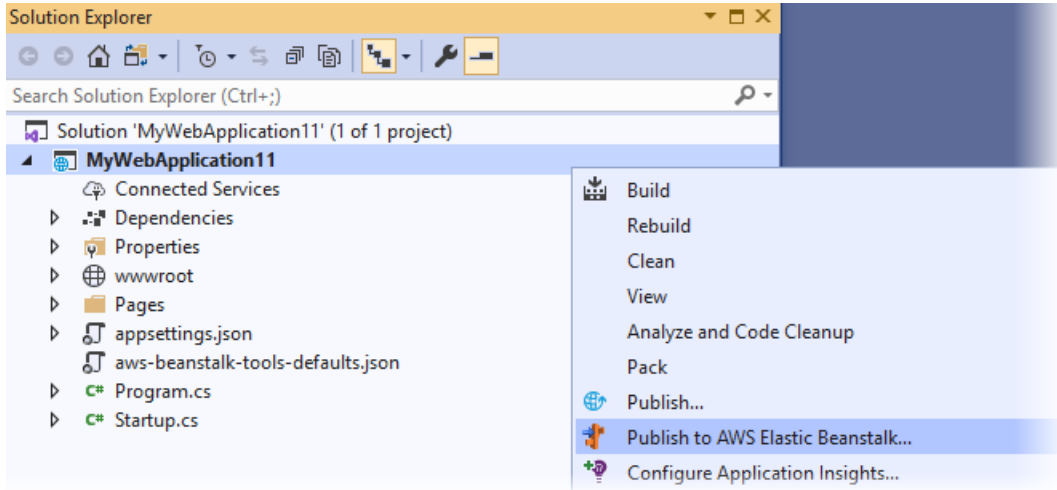 Solution Explorer
Search Solution Explorer (Ctrl+;)
Solution 'MyWebApplication11' (1 of 1 project)
MyWebApplication11
Connected Services
Dependencies
Properties
wwwroot
Pages
appsettings.json
aws-beanstalk-tools-defaults.json
C# Program.cs
C# Startup.cs
Build
Rebuild
Clean
View
Analyze and Code Cleanup
Pack
Publish...
Publish to AWS Elastic Beanstalk...
Configure Application Insights...